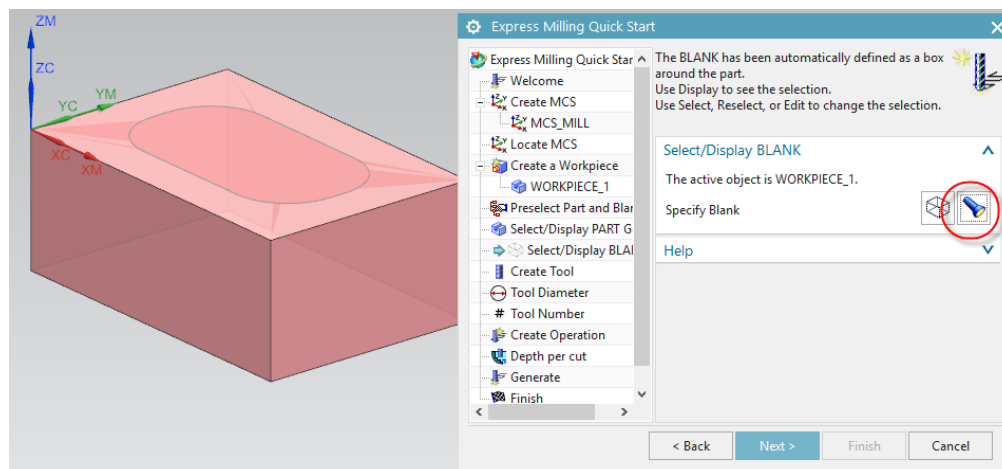 ZM
ZC
YM
YC
XC
XM
Express Milling Quick Start
Express Milling Quick Star
Welcome
Create MCS
MCS_MILL
Locate MCS
Create a Workpiece
WORKPIECE_1
Preselect Part and Blar
Select/Display PART G
Select/Display BLAI
Create Tool
Tool Diameter
# Tool Number
Create Operation
Depth per cut
Generate
Finish
The BLANK has been automatically defined as a box
around the part.
Use Display to see the selection.
Use Select, Reselect, or Edit to change the selection.
Select/Display BLANK
The active object is WORKPIECE_1.
Specify Blank
Help
< Back
Next >
Finish
Cancel